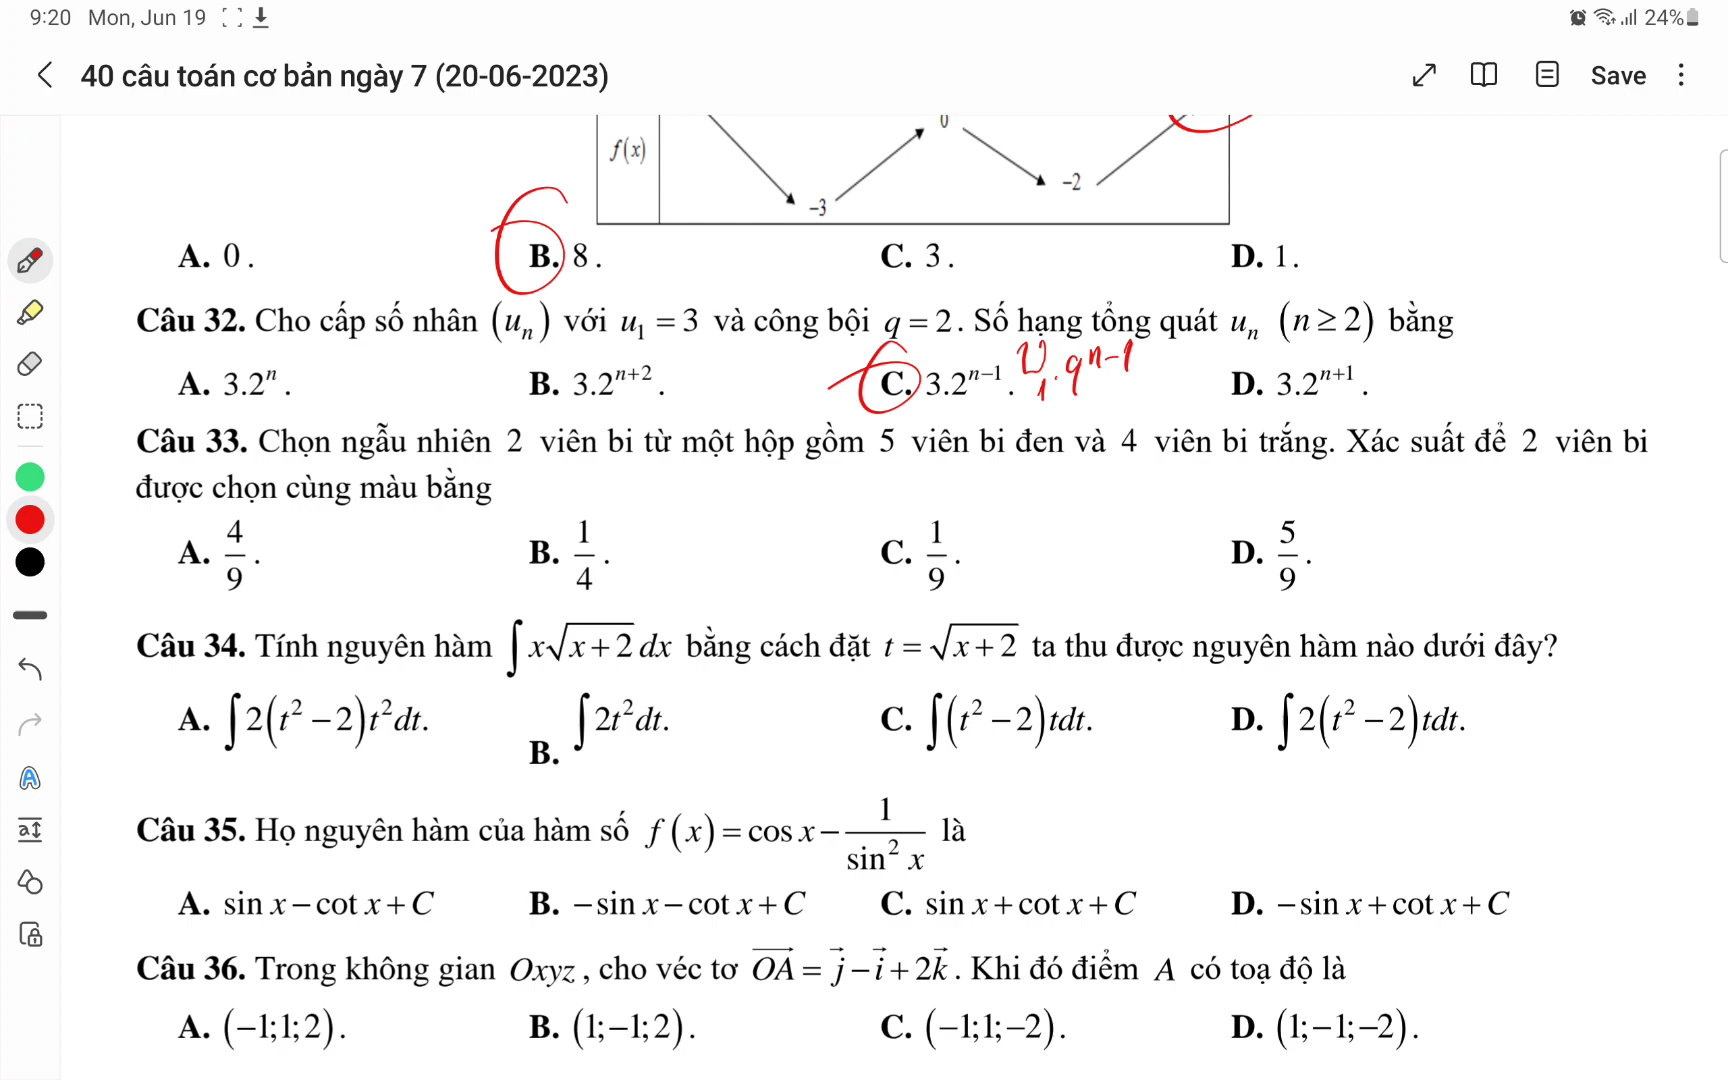 9:20 Mon, Jun 19
24%
40 câu toán cơ bản ngày 7 (20-06-2023)
Save
0
f(x)
-2
-3
A. 0 .
B. 8 .
C. 3 .
D. 1 .
Câu 32. Cho cấp số nhân (uₙ) với u₁ = 3 và công bội q = 2. Số hạng tổng quát uₙ (n ≥ 2) bằng
U₁.qⁿ⁻¹
A. 3.2ⁿ .
B. 3.2ⁿ⁺² .
C. 3.2ⁿ⁻¹ .
D. 3.2ⁿ⁺¹ .
Câu 33. Chọn ngẫu nhiên 2 viên bi từ một hộp gồm 5 viên bi đen và 4 viên bi trắng. Xác suất để 2 viên bi
được chọn cùng màu bằng
A. 4/9 .
B. 1/4 .
C. 1/9 .
D. 5/9 .
Câu 34. Tính nguyên hàm ∫ x√(x+2) dx bằng cách đặt t = √(x+2) ta thu được nguyên hàm nào dưới đây?
A. ∫ 2(t² − 2)t²dt.
B. ∫ 2t²dt.
C. ∫ (t² − 2)tdt.
D. ∫ 2(t² − 2)tdt.
Câu 35. Họ nguyên hàm của hàm số f(x) = cos x − 1/sin² x là
A. sin x − cot x + C
B. −sin x − cot x + C
C. sin x + cot x + C
D. −sin x + cot x + C
Câu 36. Trong không gian Oxyz , cho véc tơ OA⃗ = j⃗ − i⃗ + 2k⃗ . Khi đó điểm A có toạ độ là
A. (−1;1;2) .
B. (1;−1;2) .
C. (−1;1;−2) .
D. (1;−1;−2) .